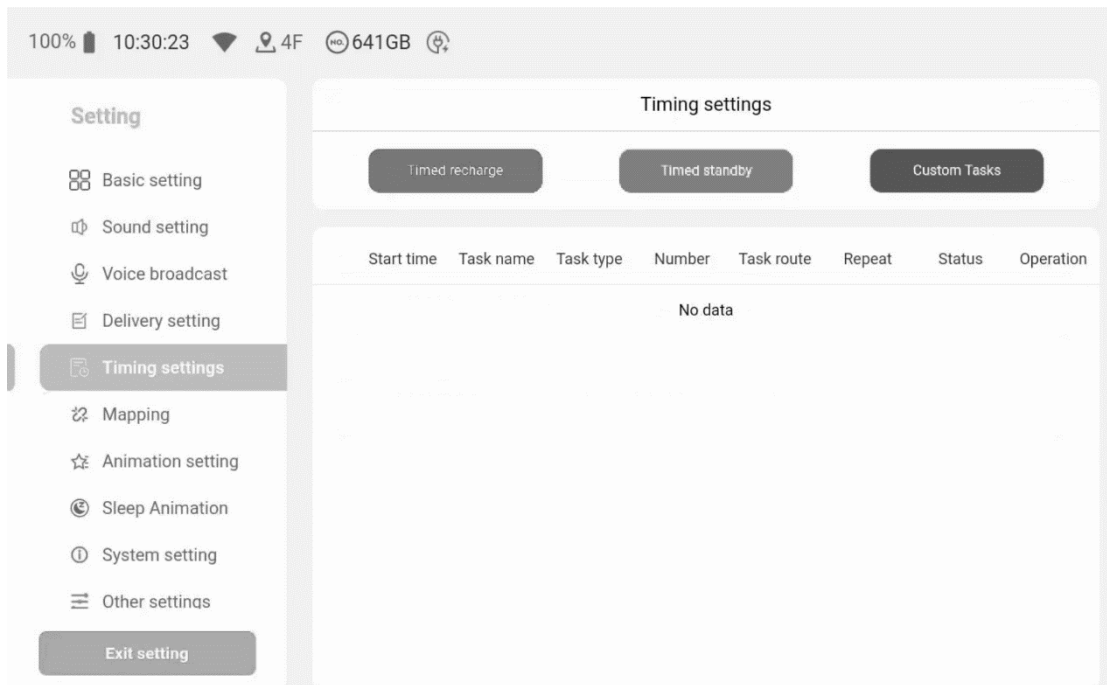 100% 10:30:23 4F NO. 641GB
Setting
Basic setting
Sound setting
Voice broadcast
Delivery setting
Timing settings
Mapping
Animation setting
Sleep Animation
System setting
Other settings
Exit setting
Timing settings
Timed recharge Timed standby Custom Tasks
Start time Task name Task type Number Task route Repeat Status Operation
No data